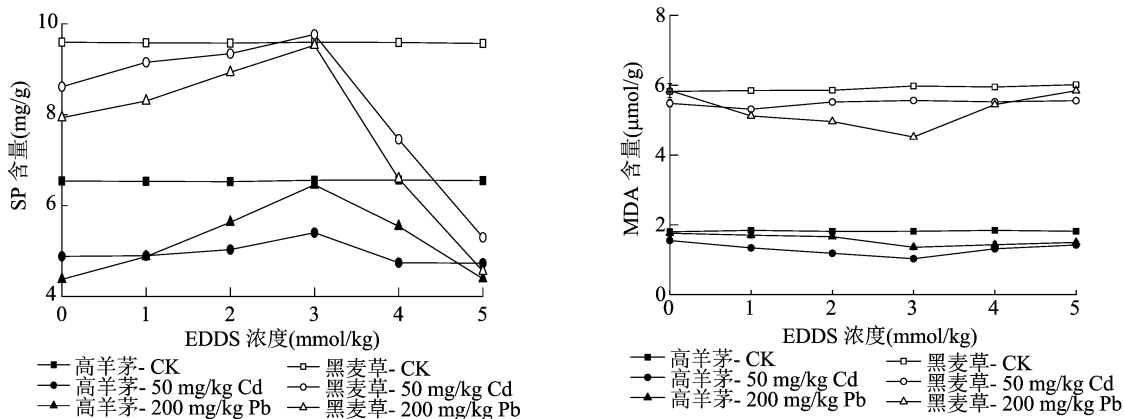 SP 含量(mg/g)
10
8
6
4
0 1 2 3 4 5
EDDS 浓度(mmol/kg)
高羊茅- CK
黑麦草- CK
高羊茅- 50 mg/kg Cd
黑麦草- 50 mg/kg Cd
高羊茅- 200 mg/kg Pb
黑麦草- 200 mg/kg Pb
MDA 含量(μmol/g)
8
6
4
2
0
0 1 2 3 4 5
EDDS 浓度(mmol/kg)
高羊茅- CK
黑麦草- CK
高羊茅- 50 mg/kg Cd
黑麦草- 50 mg/kg Cd
高羊茅- 200 mg/kg Pb
黑麦草- 200 mg/kg Pb